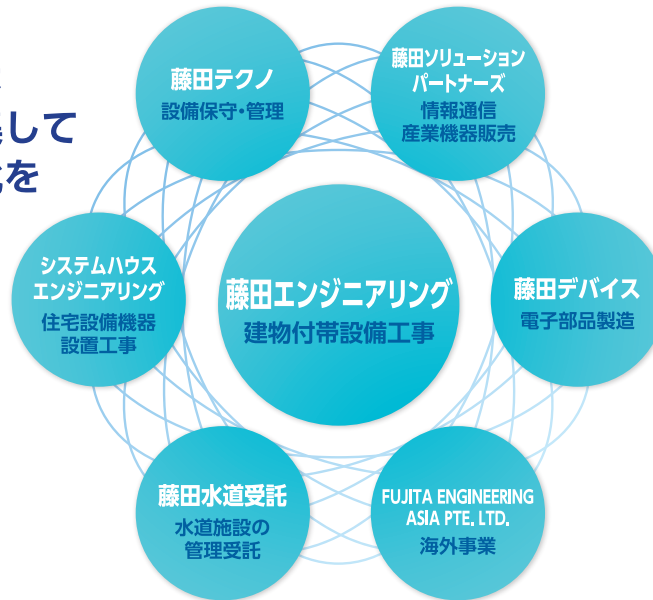 して
を
藤田テクノ
設備保守・管理
藤田ソリューション
パートナーズ
情報通信
産業機器販売
システムハウス
エンジニアリング
住宅設備機器
設置工事
藤田エンジニアリング
建物付帯設備工事
藤田デバイス
電子部品製造
藤田水道受託
水道施設の
管理受託
FUJITA ENGINEERING
ASIA PTE. LTD.
海外事業